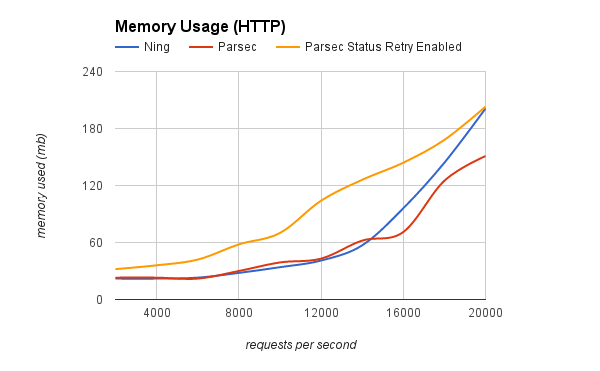 Memory Usage (HTTP)
Ning Parsec Parsec Status Retry Enabled
240
180
120
60
0
memory used (mb)
4000 8000 12000 16000 20000
requests per second